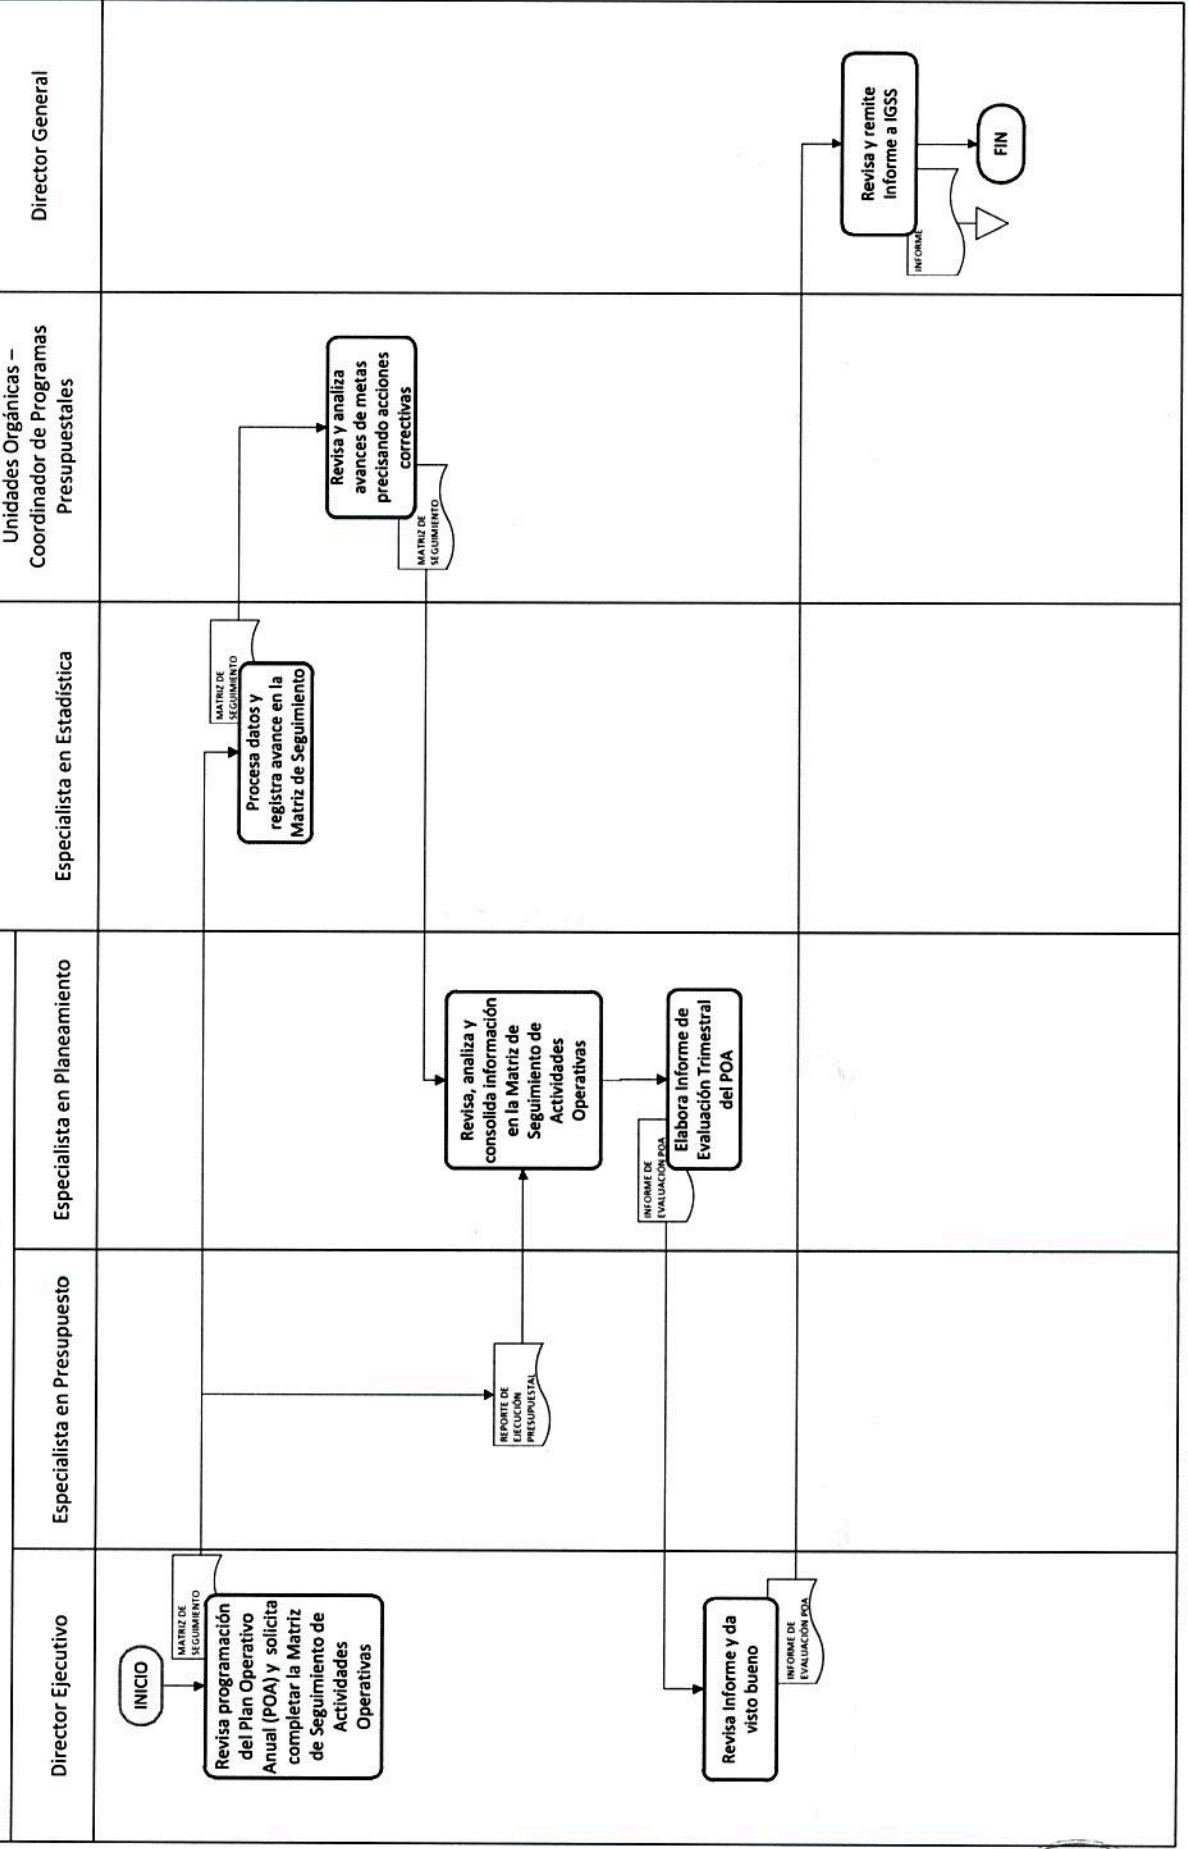 Director Ejecutivo
Especialista en Presupuesto
Especialista en Planeamiento
Especialista en Estadística
Unidades Orgánicas –
Coordinador de Programas
Presupuestales
Director General
INICIO
MATRIZ DE
SEGUIMIENTO
Revisa programación
del Plan Operativo
Anual (POA) y solicita
completar la Matriz
de Seguimiento de
Actividades
Operativas
MATRIZ DE
SEGUIMIENTO
Procesa datos y
registra avance en la
Matriz de Seguimiento
Revisa y analiza
avances de metas
precisando acciones
correctivas
MATRIZ DE
SEGUIMIENTO
REPORTE DE
EJECUCIÓN
PRESUPUESTAL
Revisa, analiza y
consolida información
en la Matriz de
Seguimiento de
Actividades
Operativas
INFORME DE
EVALUACIÓN POA
Elabora Informe de
Evaluación Trimestral
del POA
Revisa Informe y da
visto bueno
INFORME DE
EVALUACIÓN POA
Revisa y remite
Informe a IGSS
INFORME
FIN